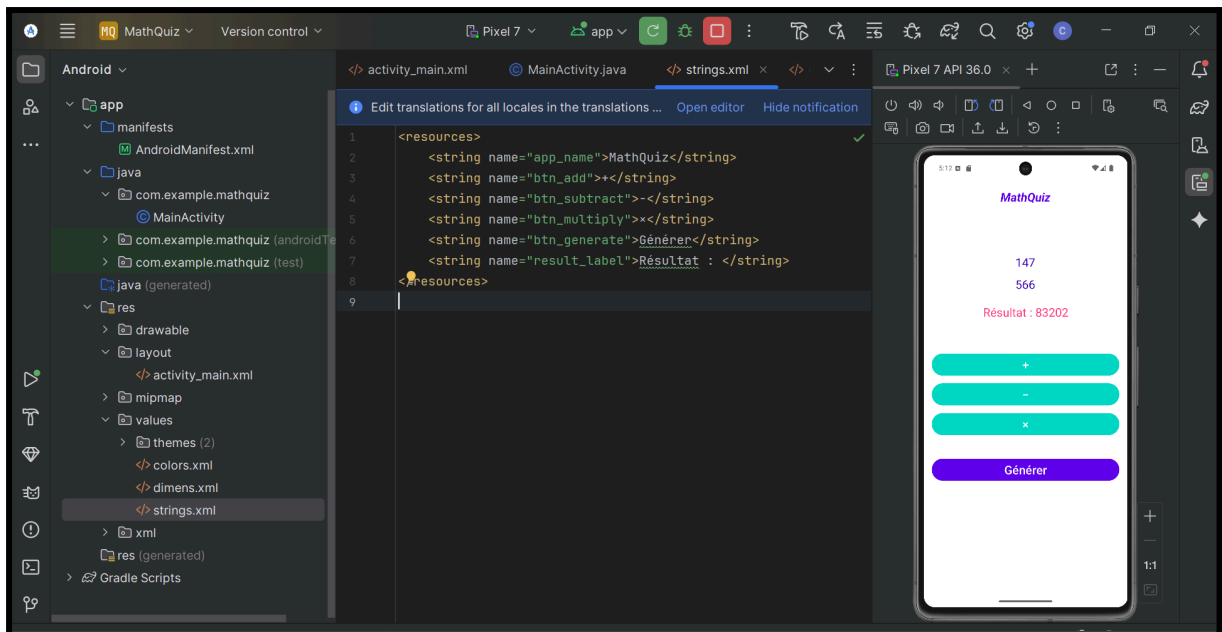 MQ MathQuiz Version control Pixel 7 app C
Android
app
manifests
AndroidManifest.xml
java
com.example.mathquiz
MainActivity
com.example.mathquiz (androidTe
com.example.mathquiz (test)
java (generated)
res
drawable
layout
activity_main.xml
mipmap
values
themes (2)
colors.xml
dimens.xml
strings.xml
xml
res (generated)
Gradle Scripts
activity_main.xml MainActivity.java strings.xml
Edit translations for all locales in the translations ... Open editor Hide notification
1 <resources>
2 <string name="app_name">MathQuiz</string>
3 <string name="btn_add">+</string>
4 <string name="btn_subtract">-</string>
5 <string name="btn_multiply">×</string>
6 <string name="btn_generate">Générer</string>
7 <string name="result_label">Résultat : </string>
8 </resources>
9
Pixel 7 API 36.0
5:12
MathQuiz
147
566
Résultat : 83202
+
-
×
Générer
1:1